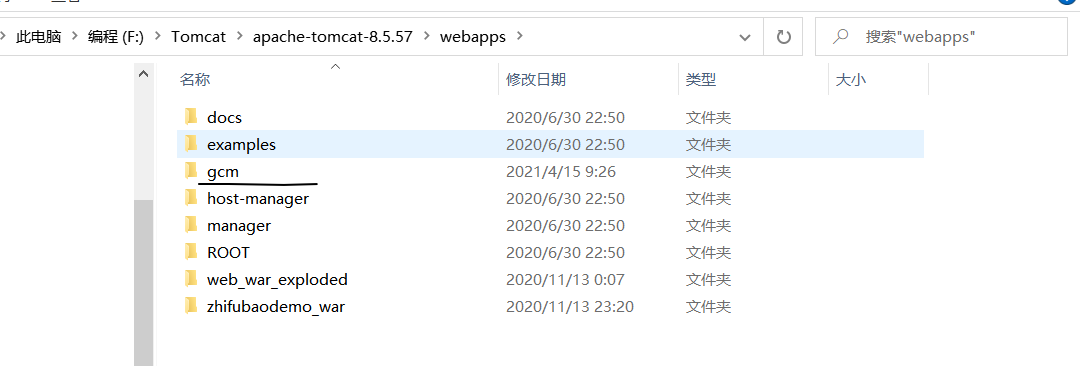 此电脑 > 编程 (F:) > Tomcat > apache-tomcat-8.5.57 > webapps >
搜索"webapps"
名称 修改日期 类型 大小
docs 2020/6/30 22:50 文件夹
examples 2020/6/30 22:50 文件夹
gcm 2021/4/15 9:26 文件夹
host-manager 2020/6/30 22:50 文件夹
manager 2020/6/30 22:50 文件夹
ROOT 2020/6/30 22:50 文件夹
web_war_exploded 2020/11/13 0:07 文件夹
zhifubaodemo_war 2020/11/13 23:20 文件夹